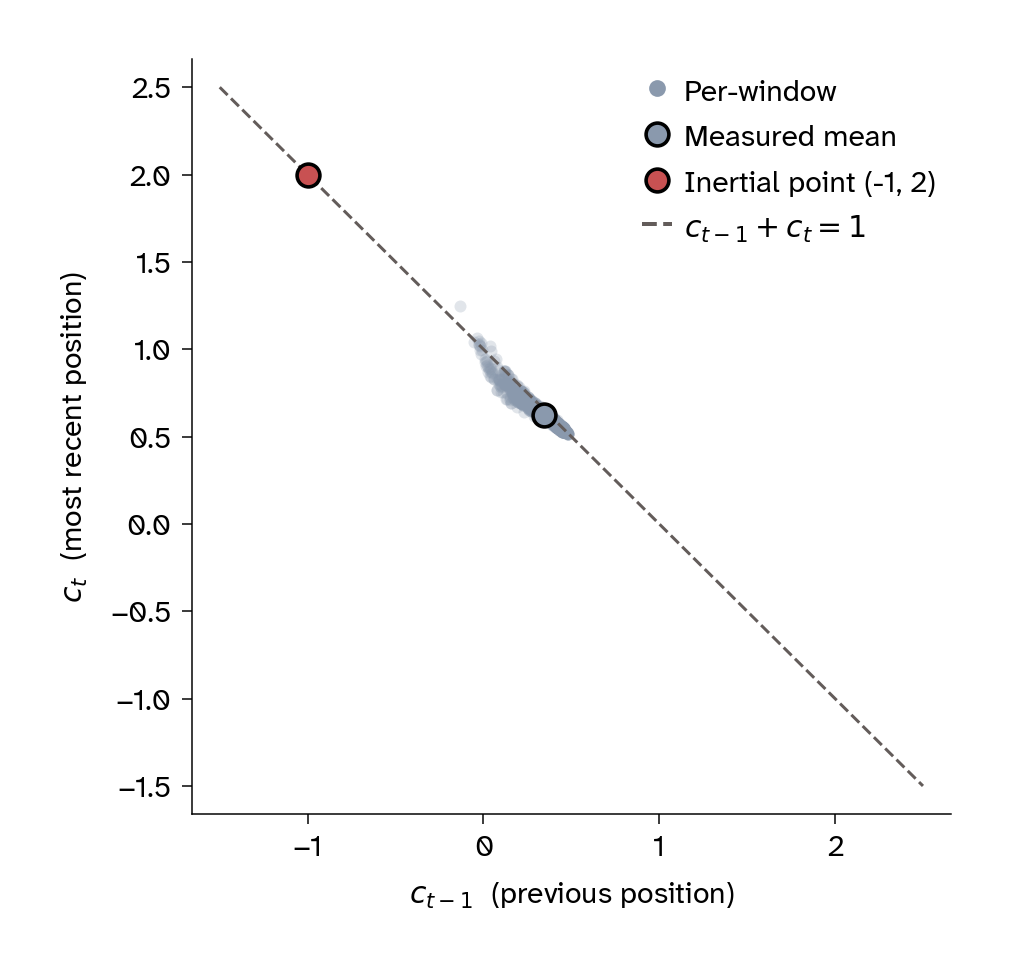 2.5
2.0
1.5
1.0
0.5
0.0
−0.5
−1.0
−1.5
c_t (most recent position)
Per-window
Measured mean
Inertial point (-1, 2)
c_{t−1} + c_t = 1
−1
0
1
2
c_{t−1} (previous position)